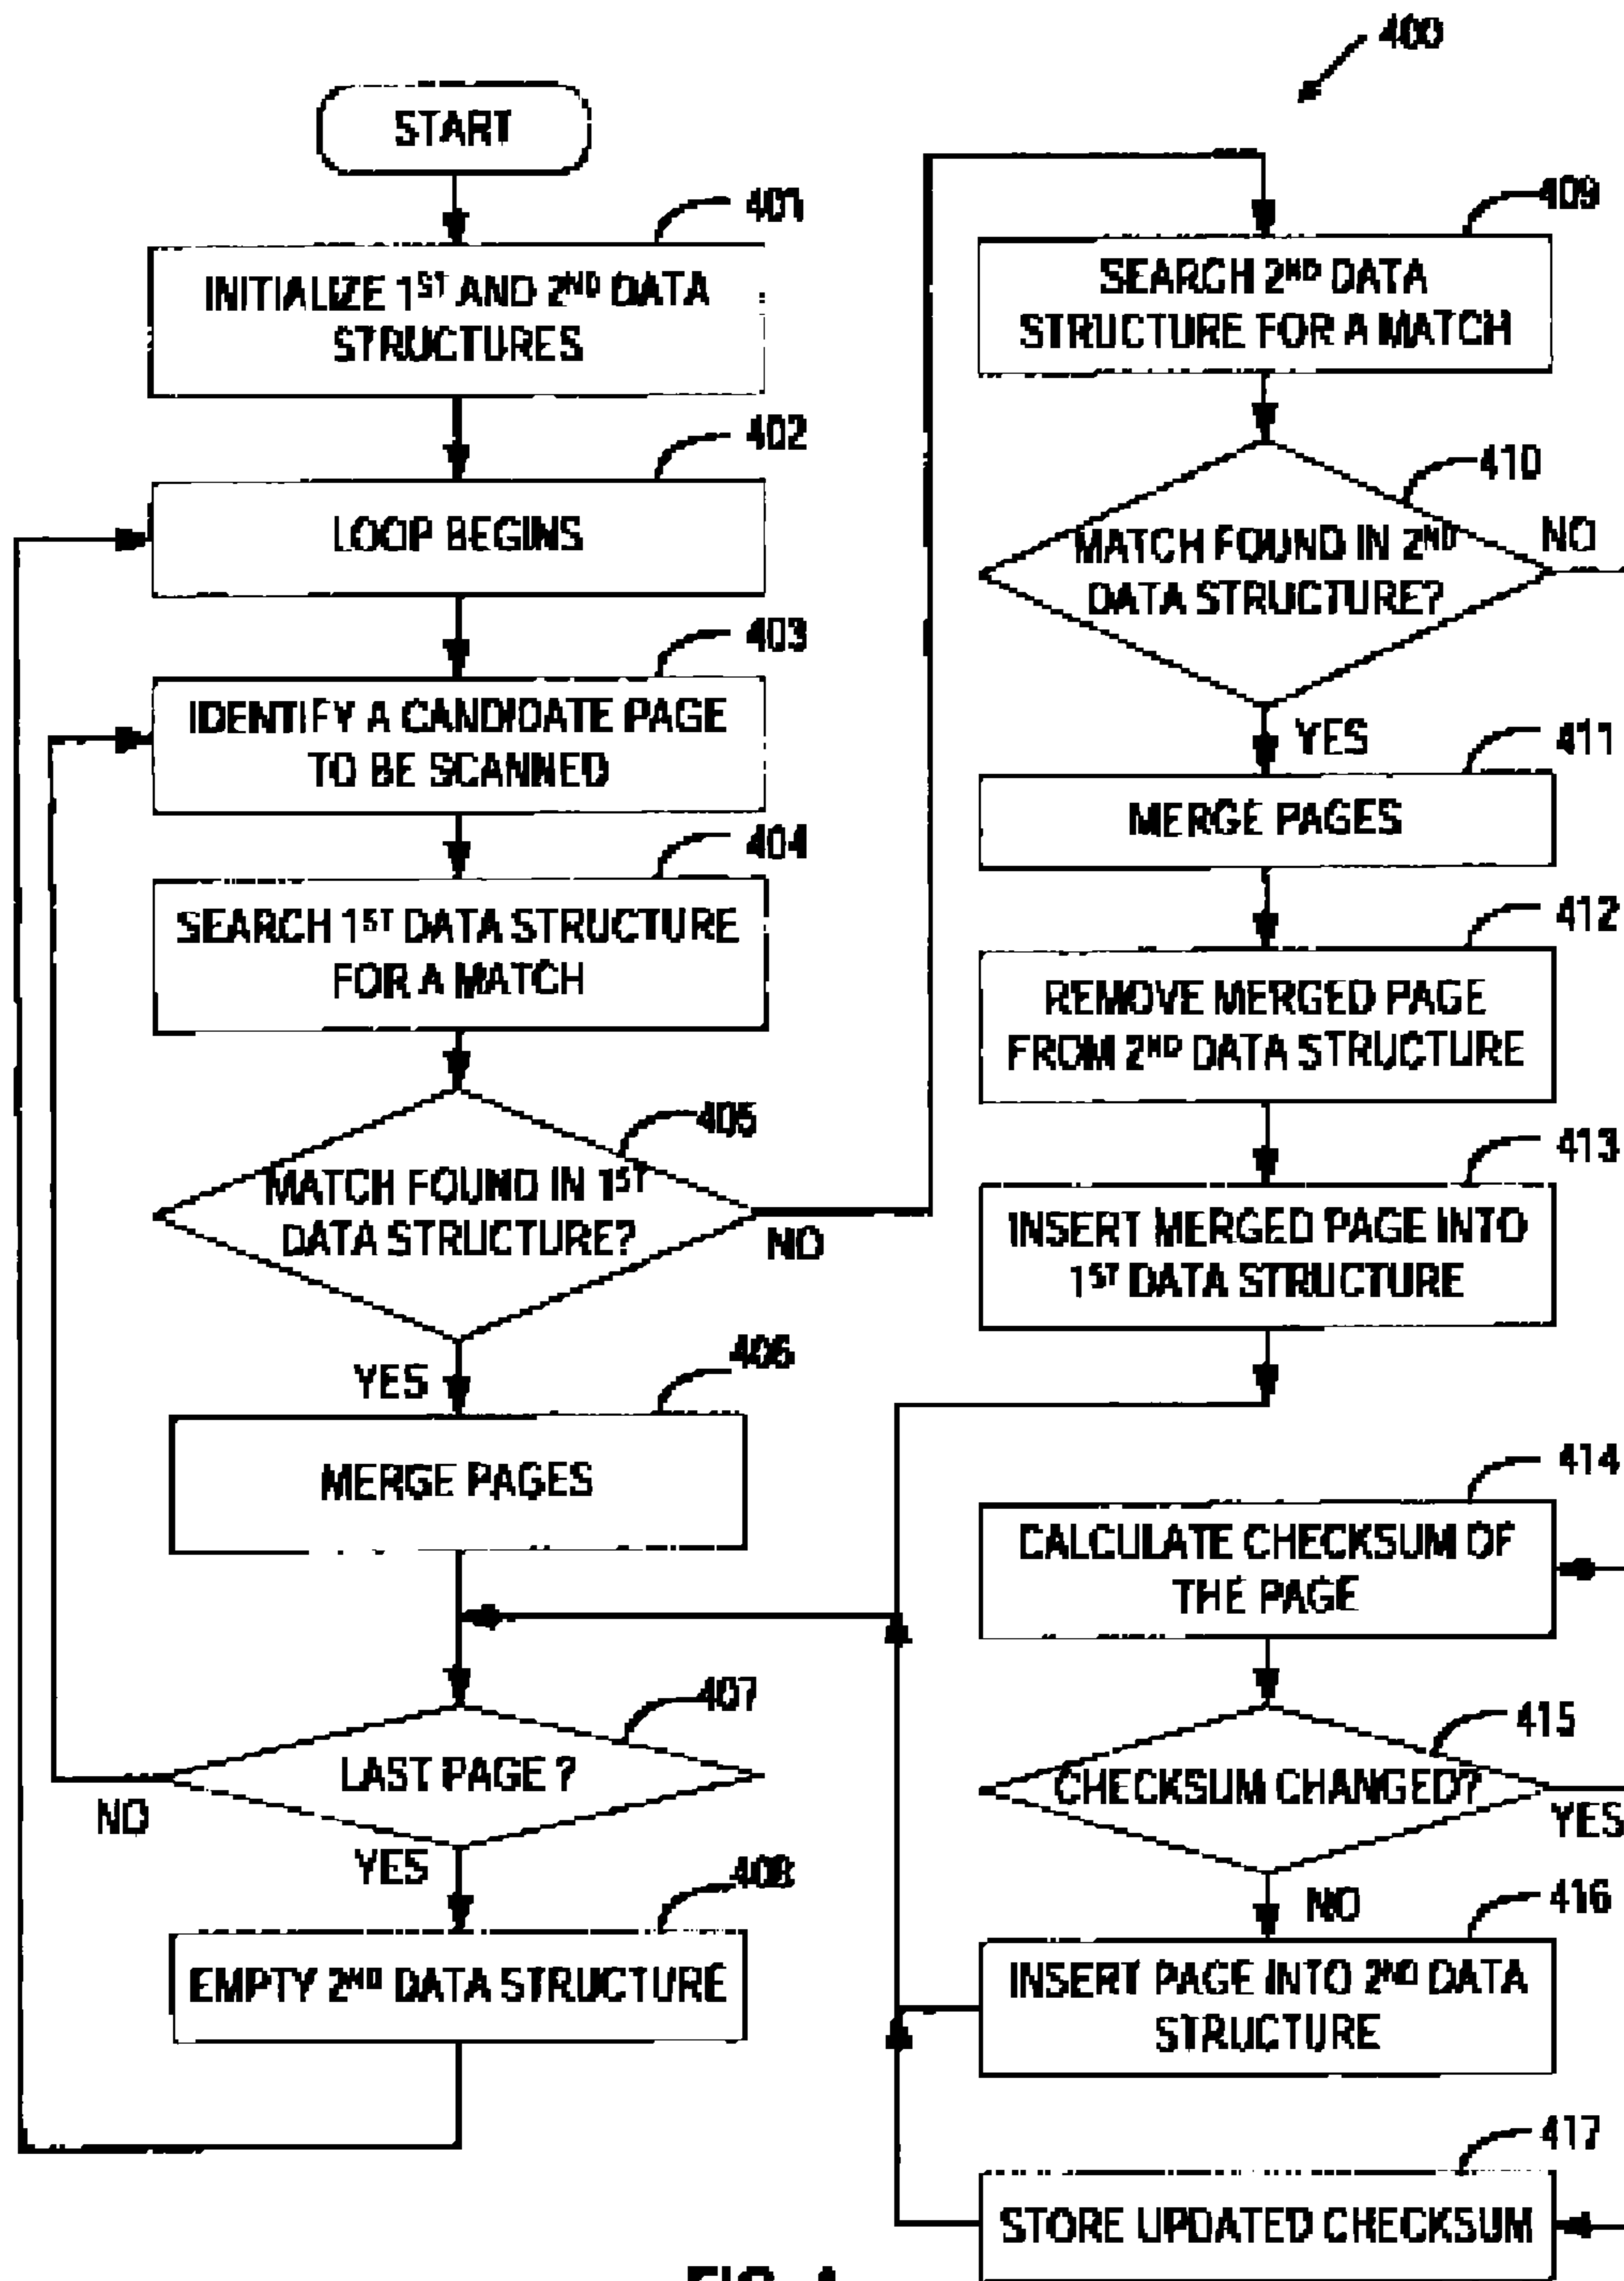 400
START
401
INITIALIZE 1ST AND 2ND DATA
STRUCTURES
402
LOOP BEGINS
403
IDENTIFY A CANDIDATE PAGE
TO BE SCANNED
404
SEARCH 1ST DATA STRUCTURE
FOR A MATCH
405
MATCH FOUND IN 1ST
DATA STRUCTURE?
NO
YES
406
MERGE PAGES
407
LAST PAGE ?
NO
YES
408
EMPTY 2ND DATA STRUCTURE
409
SEARCH 2ND DATA
STRUCTURE FOR A MATCH
410
MATCH FOUND IN 2ND
DATA STRUCTURE?
NO
YES
411
MERGE PAGES
412
REMOVE MERGED PAGE
FROM 2ND DATA STRUCTURE
413
INSERT MERGED PAGE INTO
1ST DATA STRUCTURE
414
CALCULATE CHECKSUM OF
THE PAGE
415
CHECKSUM CHANGED?
YES
NO
416
INSERT PAGE INTO 2ND DATA
STRUCTURE
417
STORE UPDATED CHECKSUM